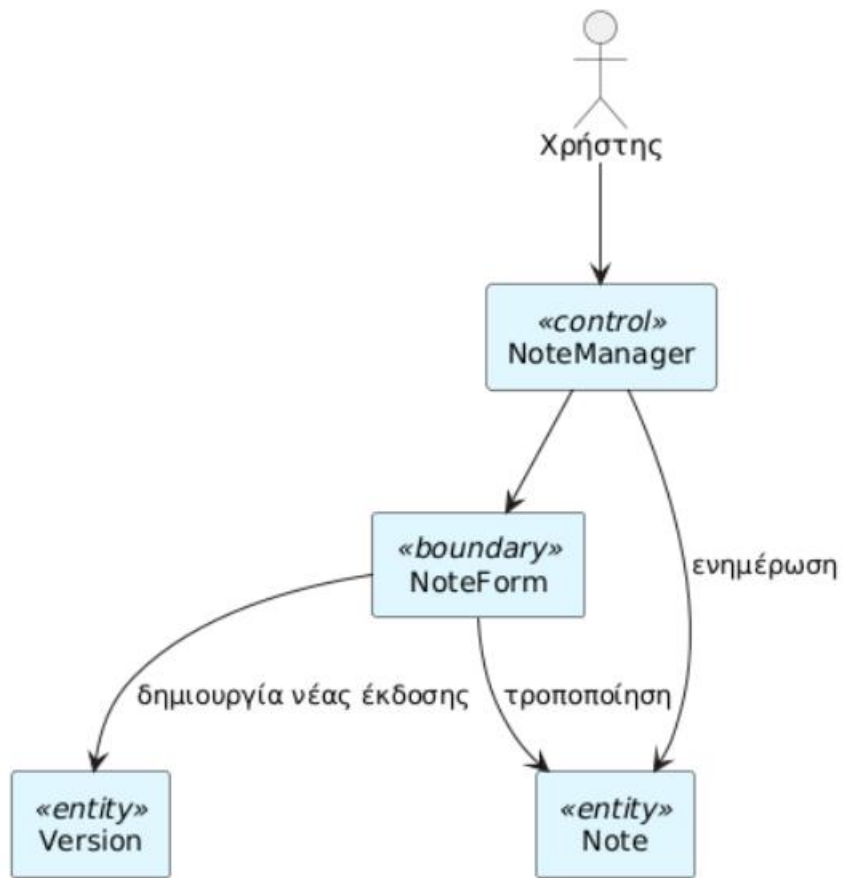 Χρήστης
«control»
NoteManager
«boundary»
NoteForm
ενημέρωση
δημιουργία νέας έκδοσης
τροποποίηση
«entity»
Version
«entity»
Note